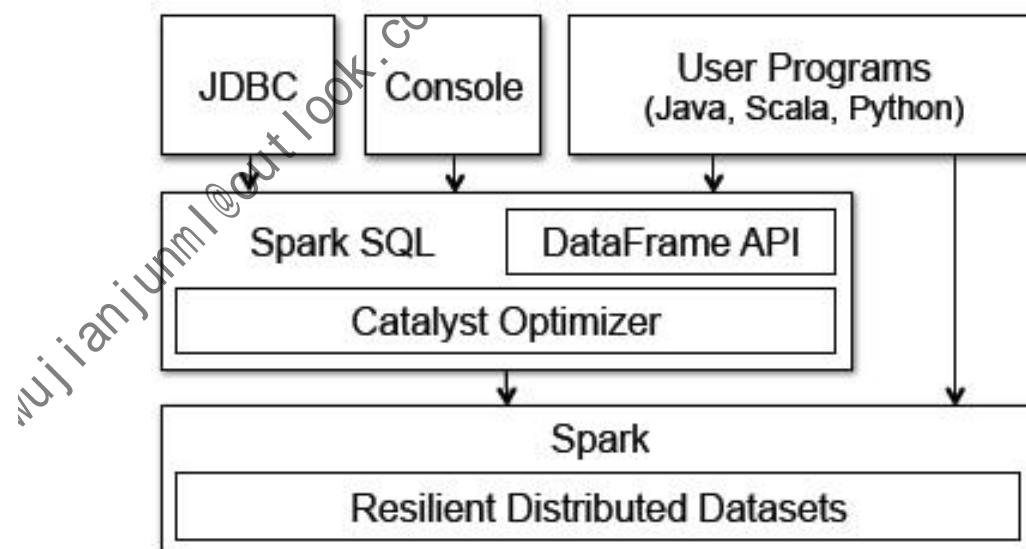 JDBC
Console
User Programs
(Java, Scala, Python)
Spark SQL
DataFrame API
Catalyst Optimizer
Spark
Resilient Distributed Datasets
wujianjunml@outlook.co